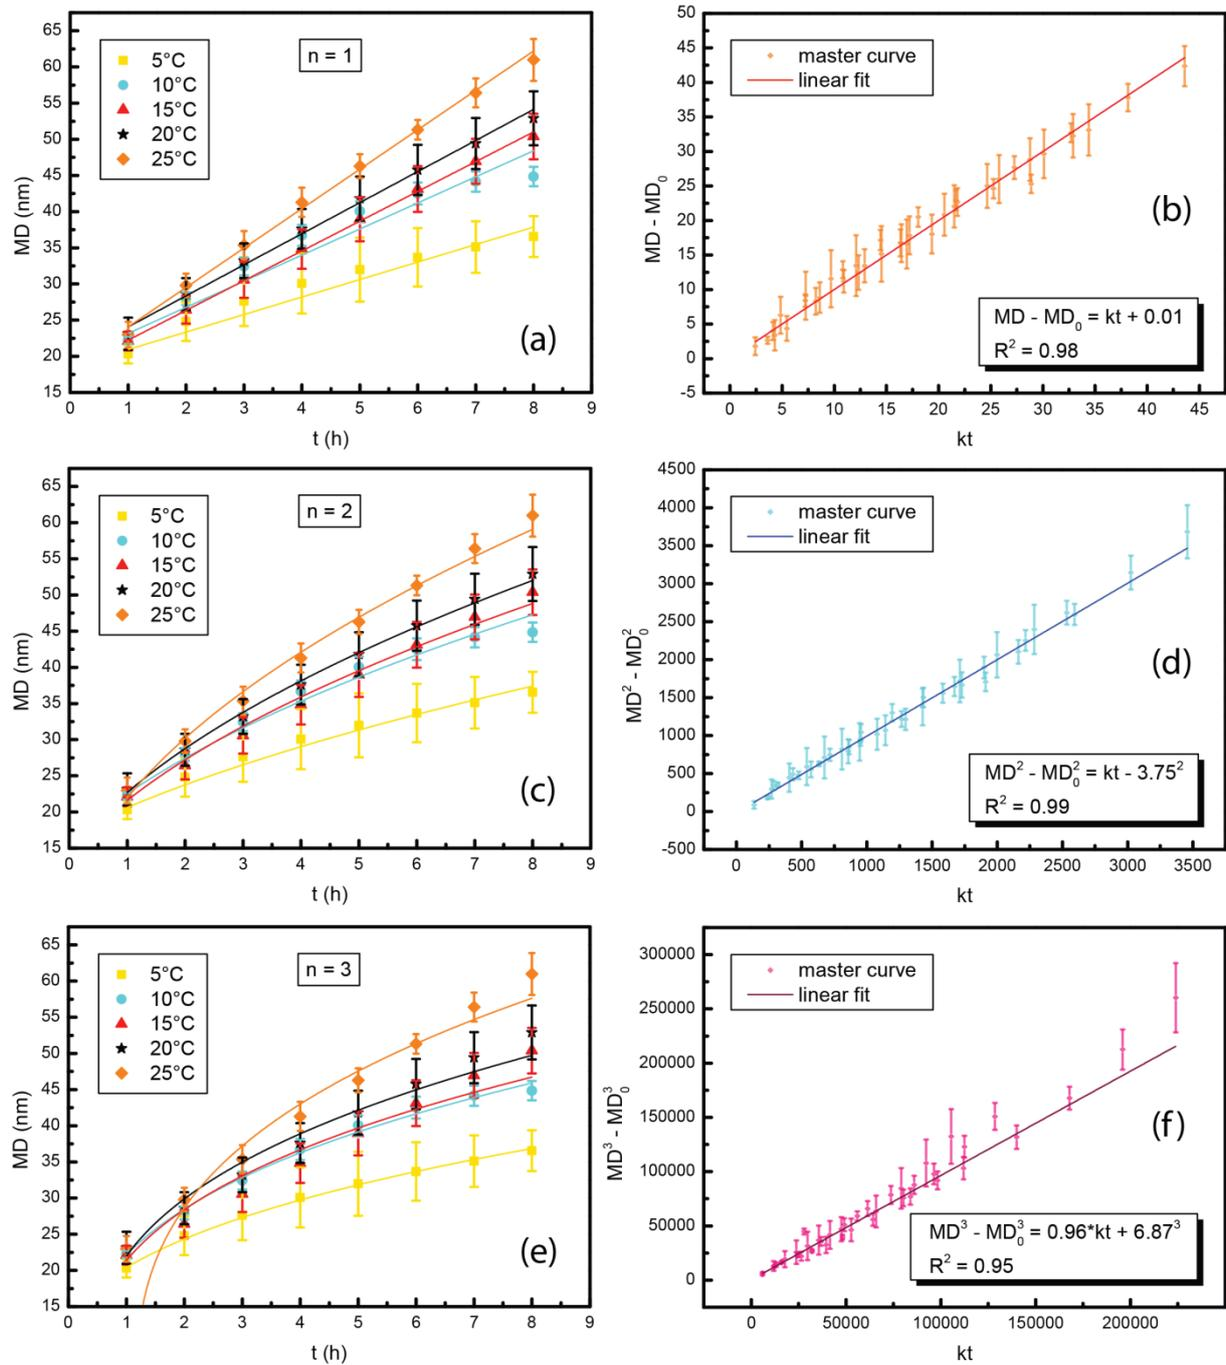 65
60
55
50
45
40
35
30
25
20
15
MD (nm)
5°C
10°C
15°C
20°C
25°C
n = 1
(a)
0 1 2 3 4 5 6 7 8 9
t (h)
50
45
40
35
30
25
20
15
10
5
0
-5
MD - MD₀
master curve
linear fit
(b)
MD - MD₀ = kt + 0.01
R² = 0.98
0 5 10 15 20 25 30 35 40 45
kt
65
60
55
50
45
40
35
30
25
20
15
MD (nm)
5°C
10°C
15°C
20°C
25°C
n = 2
(c)
0 1 2 3 4 5 6 7 8 9
t (h)
4500
4000
3500
3000
2500
2000
1500
1000
500
0
-500
MD² - MD₀²
master curve
linear fit
(d)
MD² - MD₀² = kt - 3.75²
R² = 0.99
0 500 1000 1500 2000 2500 3000 3500
kt
65
60
55
50
45
40
35
30
25
20
15
MD (nm)
5°C
10°C
15°C
20°C
25°C
n = 3
(e)
0 1 2 3 4 5 6 7 8 9
t (h)
300000
250000
200000
150000
100000
50000
0
MD³ - MD₀³
master curve
linear fit
(f)
MD³ - MD₀³ = 0.96*kt + 6.87³
R² = 0.95
0 50000 100000 150000 200000
kt